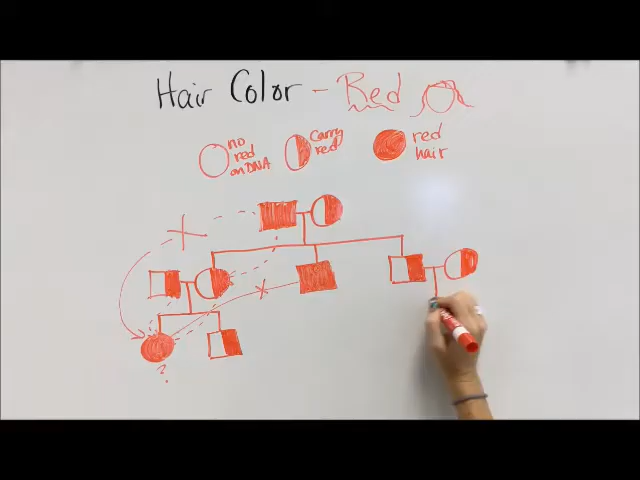 Hair Color - Red
no
red
on DNA
Carry
red
red
hair
?